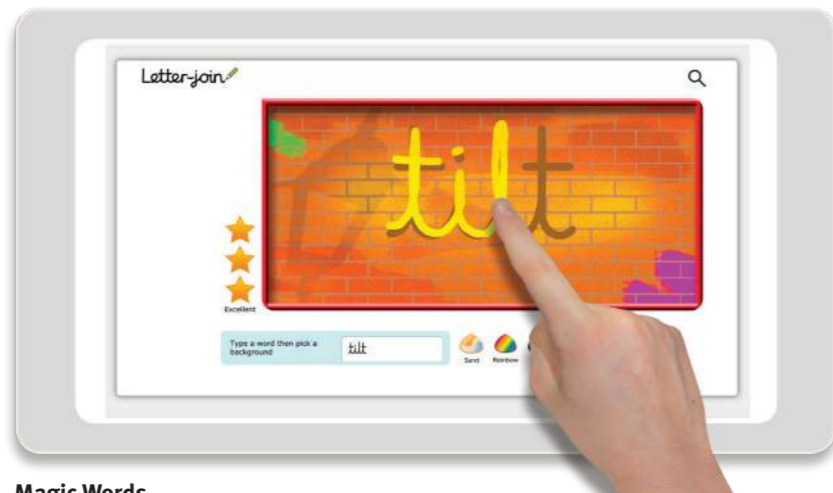 Letter-join
tilt
Excellent
Type a word then pick a
background
tilt
Sand
Rainbow
Magic Words